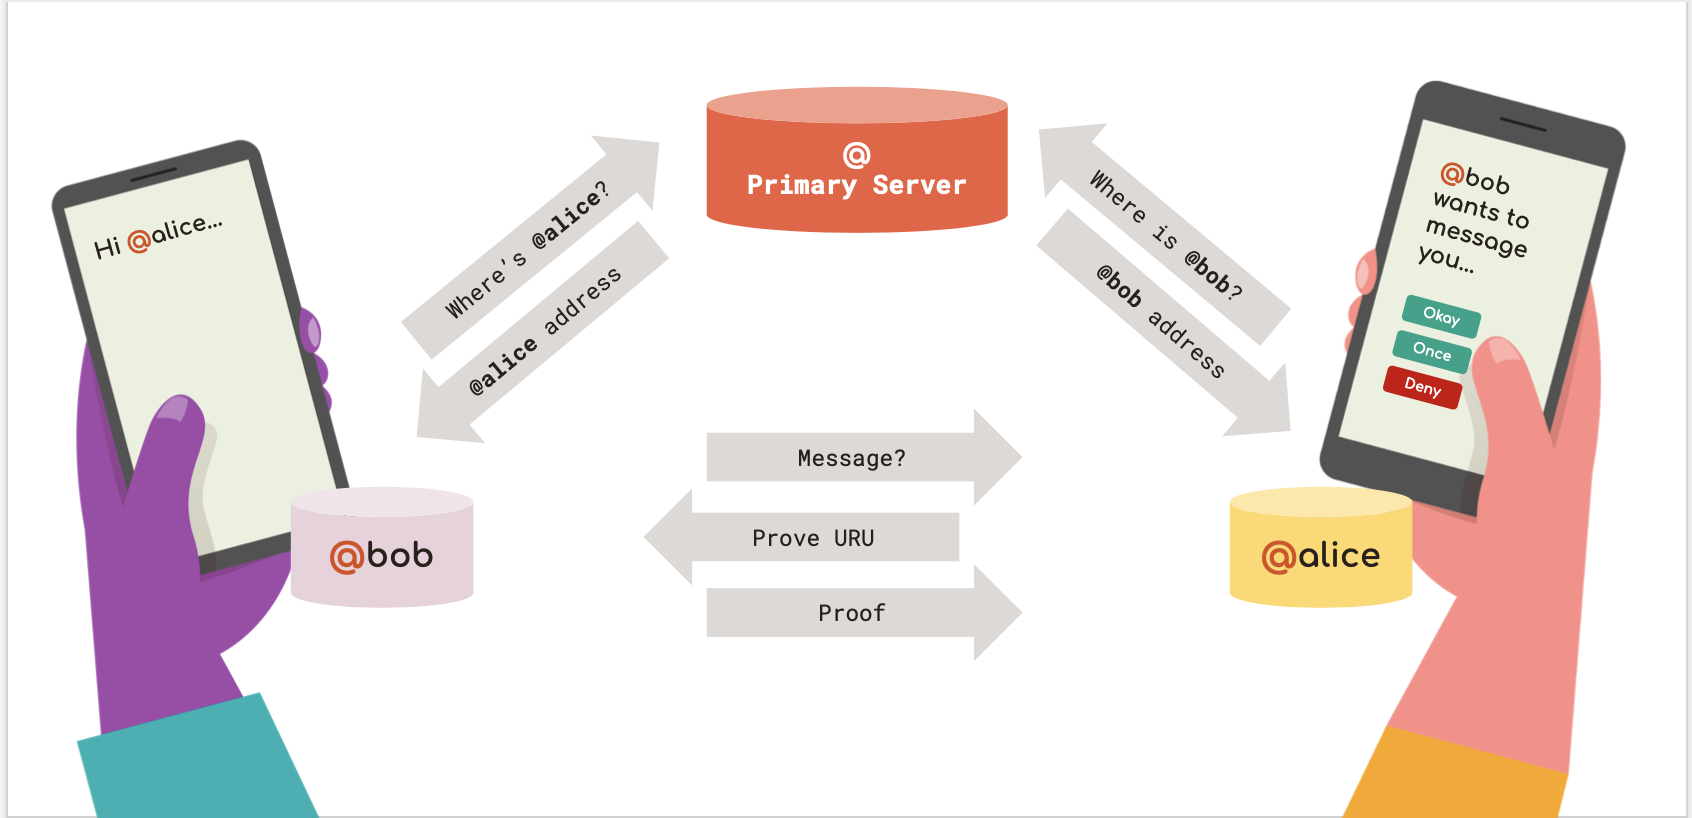 Hi @alice...
Where's @alice?
@alice address
@
Primary Server
Where is @bob?
@bob address
@bob
wants to
message
you...
Okay
Once
Deny
Message?
Prove URU
Proof
@bob
@alice